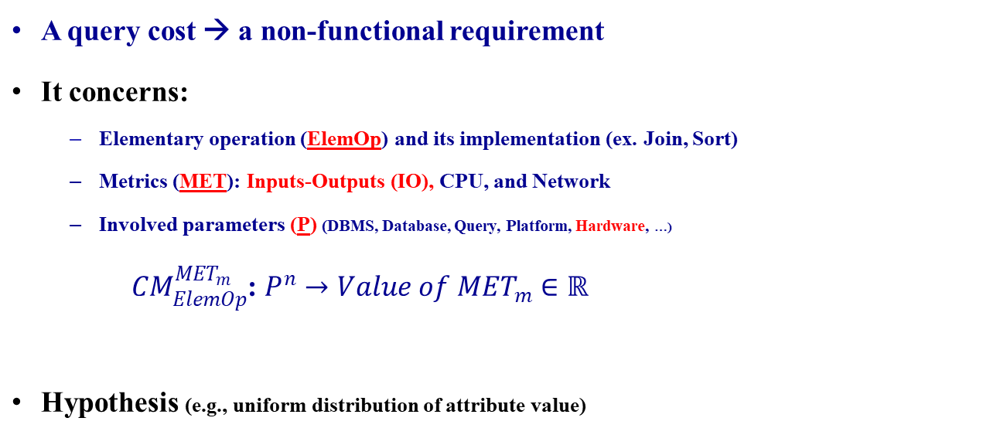 • A query cost → a non-functional requirement
• It concerns:
– Elementary operation (ElemOp) and its implementation (ex. Join, Sort)
– Metrics (MET): Inputs-Outputs (IO), CPU, and Network
– Involved parameters (P) (DBMS, Database, Query, Platform, Hardware, …)
$CM_{ElemOp}^{MET_m}: P^n \rightarrow Value\ of\ MET_m \in \mathbb{R}$
• Hypothesis (e.g., uniform distribution of attribute value)